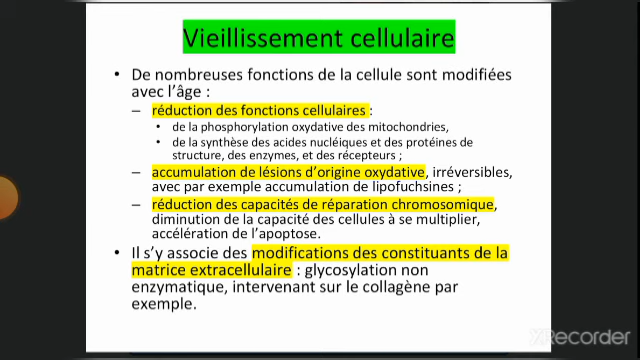 Vieillissement cellulaire
• De nombreuses fonctions de la cellule sont modifiées
avec l'âge :
– réduction des fonctions cellulaires :
• de la phosphorylation oxydative des mitochondries,
• de la synthèse des acides nucléiques et des protéines de
structure, des enzymes, et des récepteurs ;
– accumulation de lésions d'origine oxydative, irréversibles,
avec par exemple accumulation de lipofuchsines ;
– réduction des capacités de réparation chromosomique,
diminution de la capacité des cellules à se multiplier,
accélération de l'apoptose.
• Il s'y associe des modifications des constituants de la
matrice extracellulaire : glycosylation non
enzymatique, intervenant sur le collagène par
exemple.
XRecorder